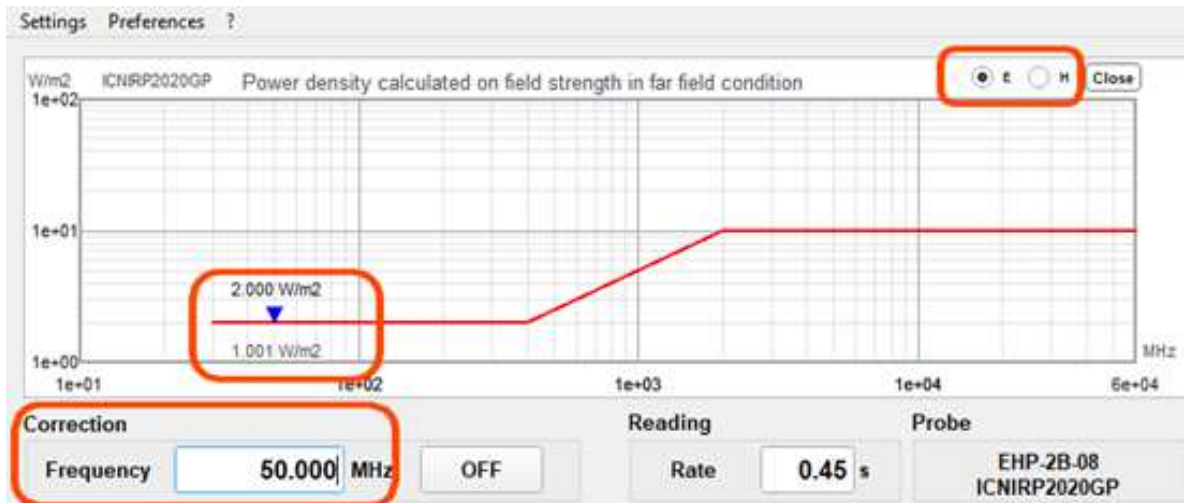 Settings Preferences ?
W/m2 ICNIRP2020GP Power density calculated on field strength in far field condition E H Close
1e+02
1e+01
2.000 W/m2
1.001 W/m2
1e+00 MHz
1e+01 1e+02 1e+03 1e+04 6e+04
Correction Reading Probe
Frequency 50.000 MHz OFF Rate 0.45 s EHP-2B-08
ICNIRP2020GP